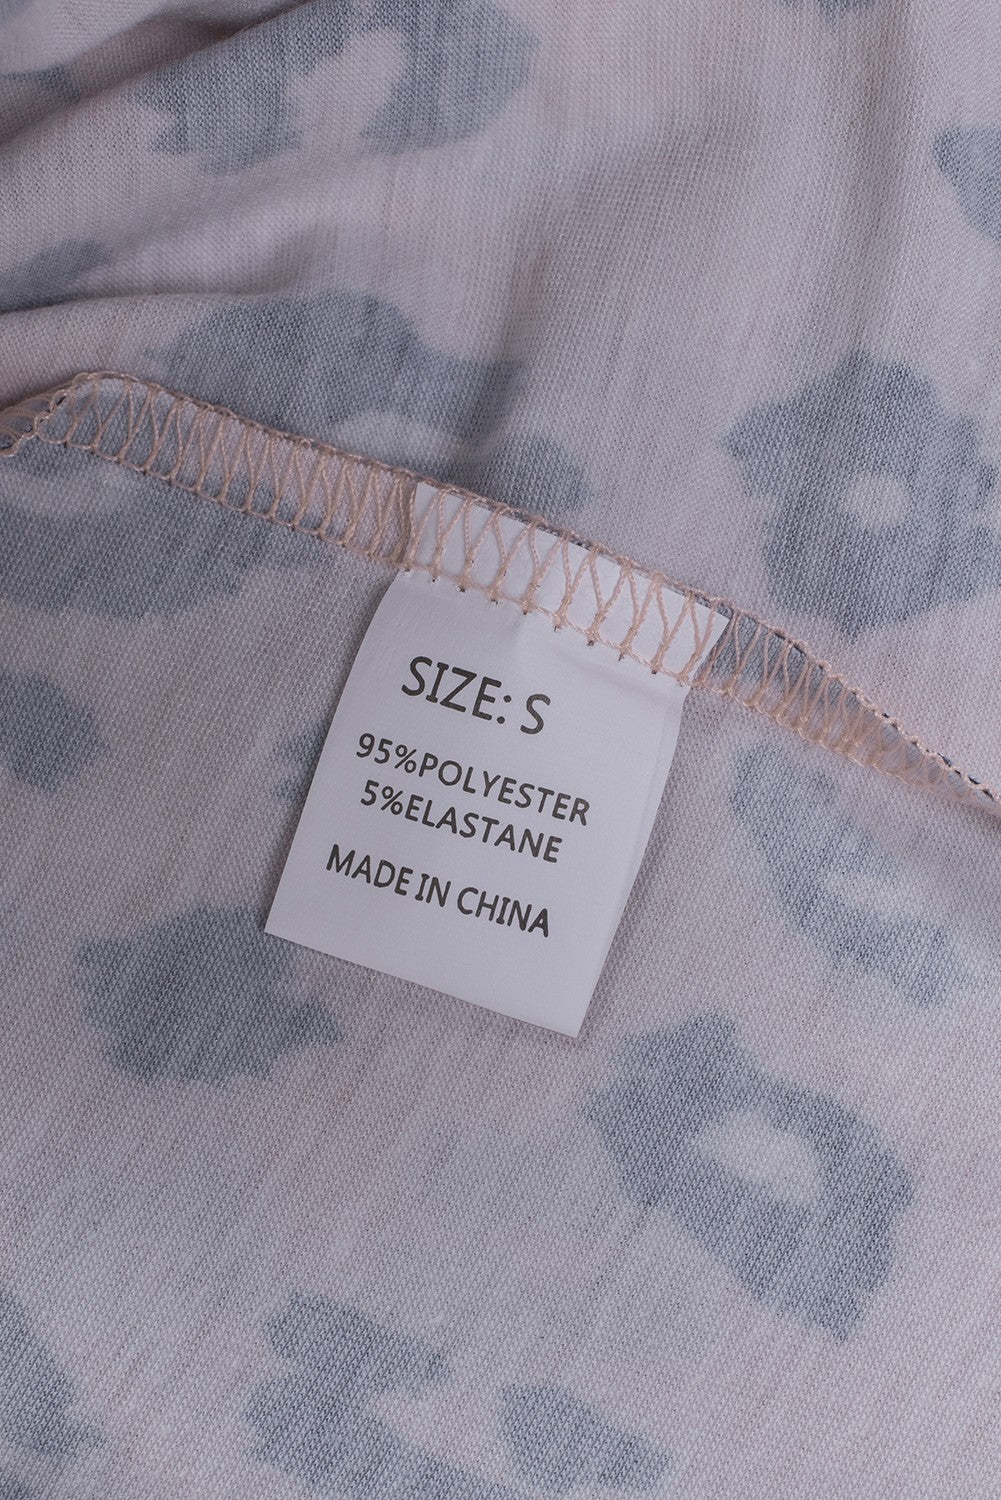 SIZE: S
95%POLYESTER
5%ELASTANE
MADE IN CHINA